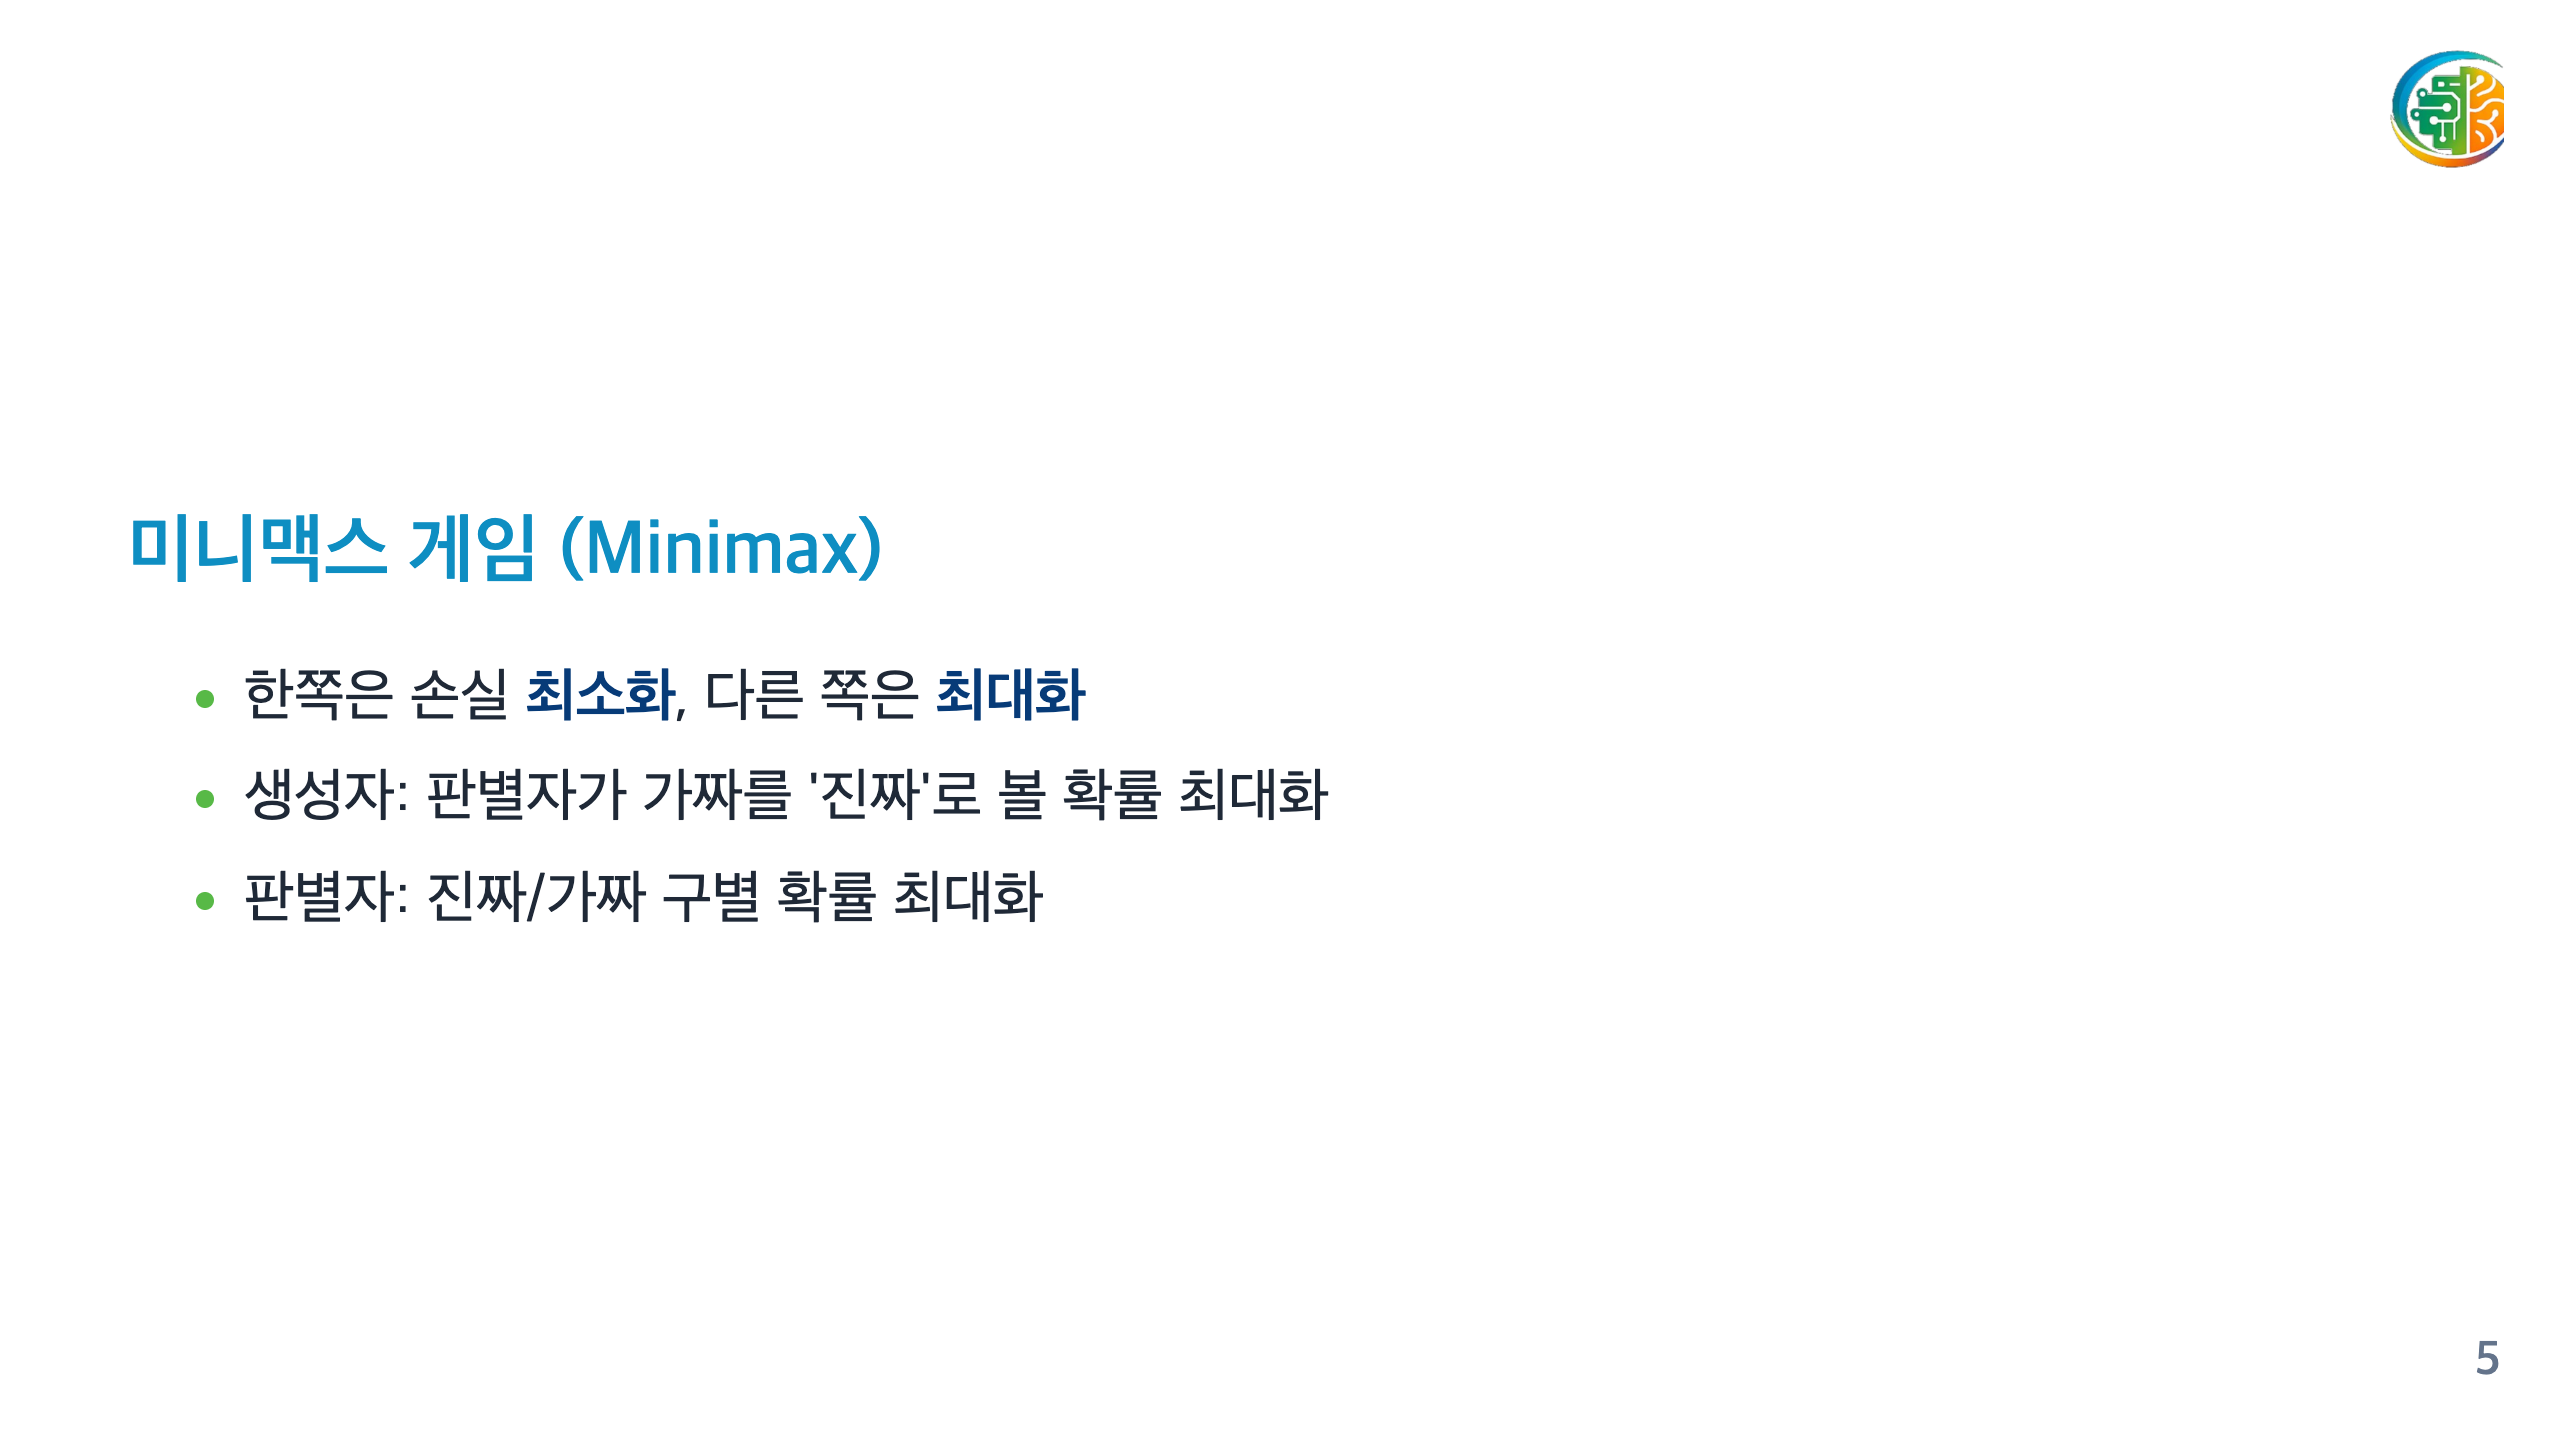 미니맥스 게임 (Minimax)
한쪽은 손실 최소화, 다른 쪽은 최대화
생성자: 판별자가 가짜를 '진짜'로 볼 확률 최대화
판별자: 진짜/가짜 구별 확률 최대화
5